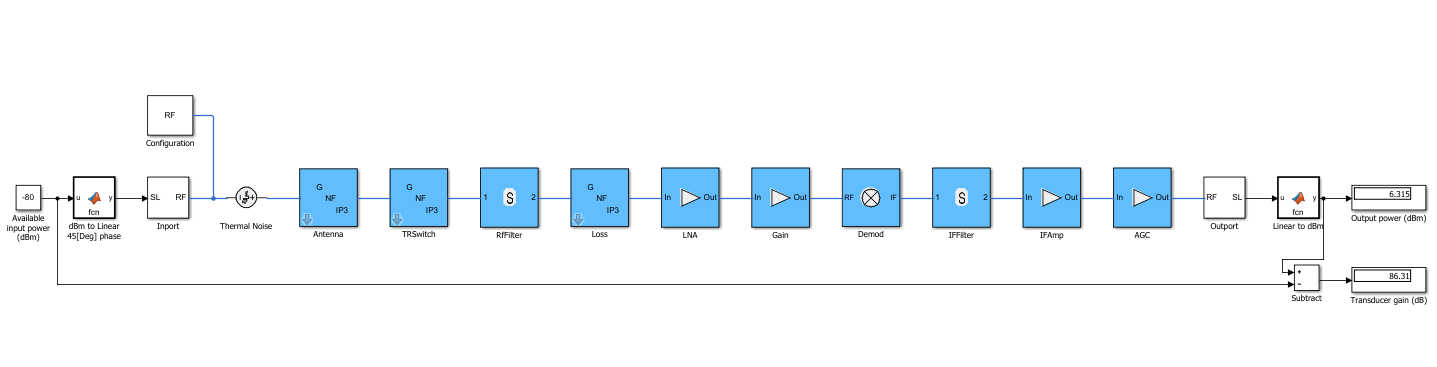 RF
Configuration
-80
Available
input power
(dBm)
u
fcn
y
dBm to Linear
45[Deg] phase
SL
RF
Inport
Thermal Noise
G
NF
IP3
Antenna
G
NF
IP3
TRSwitch
1
S
2
RfFilter
G
NF
IP3
Loss
In
Out
LNA
In
Out
Gain
RF
IF
Demod
1
S
2
IFFilter
In
Out
IFAmp
In
Out
AGC
RF
SL
Outport
u
fcn
y
Linear to dBm
6.315
Output power (dBm)
+
−
Subtract
86.31
Transducer gain (dB)